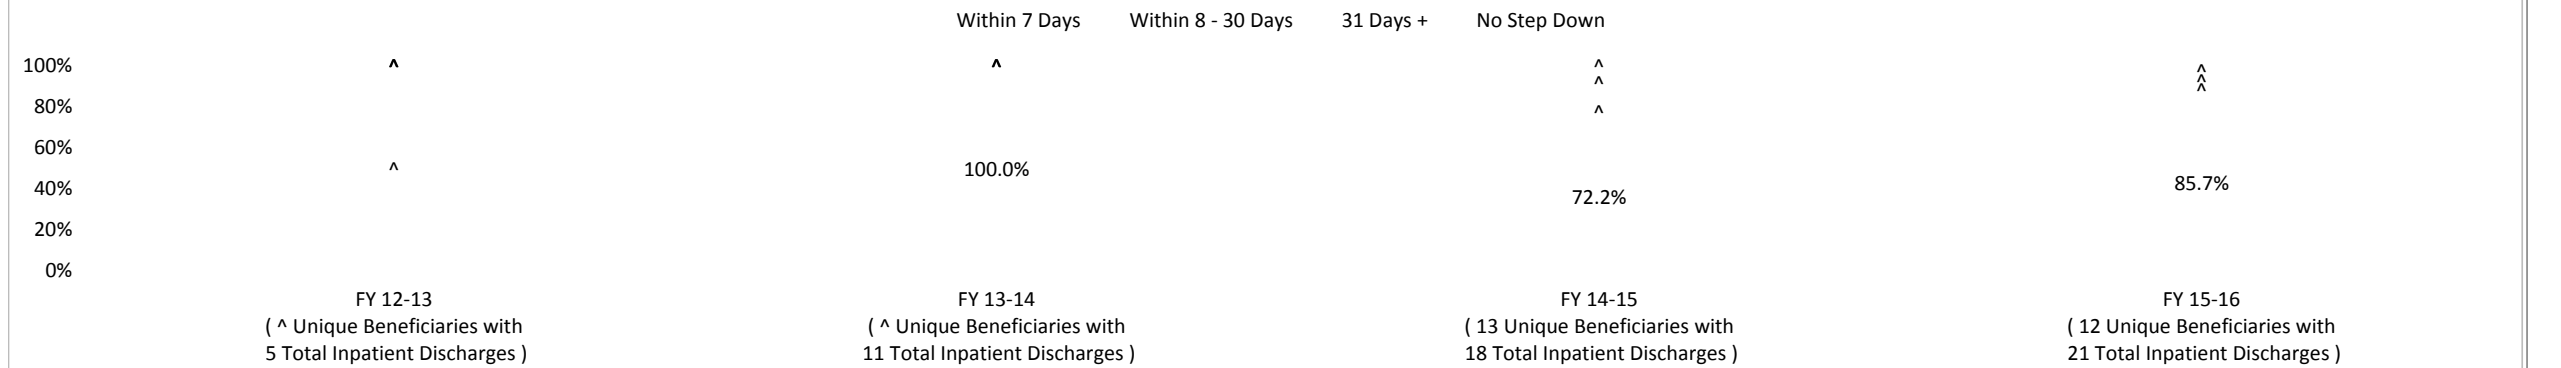 Within 7 Days Within 8 - 30 Days 31 Days + No Step Down
100% ^ ^ ^ ^
^ ^
80% ^ ^
60%
^ 100.0%
40% 72.2% 85.7%
20%
0%
FY 12-13 FY 13-14 FY 14-15 FY 15-16
( ^ Unique Beneficiaries with ( ^ Unique Beneficiaries with ( 13 Unique Beneficiaries with ( 12 Unique Beneficiaries with
5 Total Inpatient Discharges ) 11 Total Inpatient Discharges ) 18 Total Inpatient Discharges ) 21 Total Inpatient Discharges )